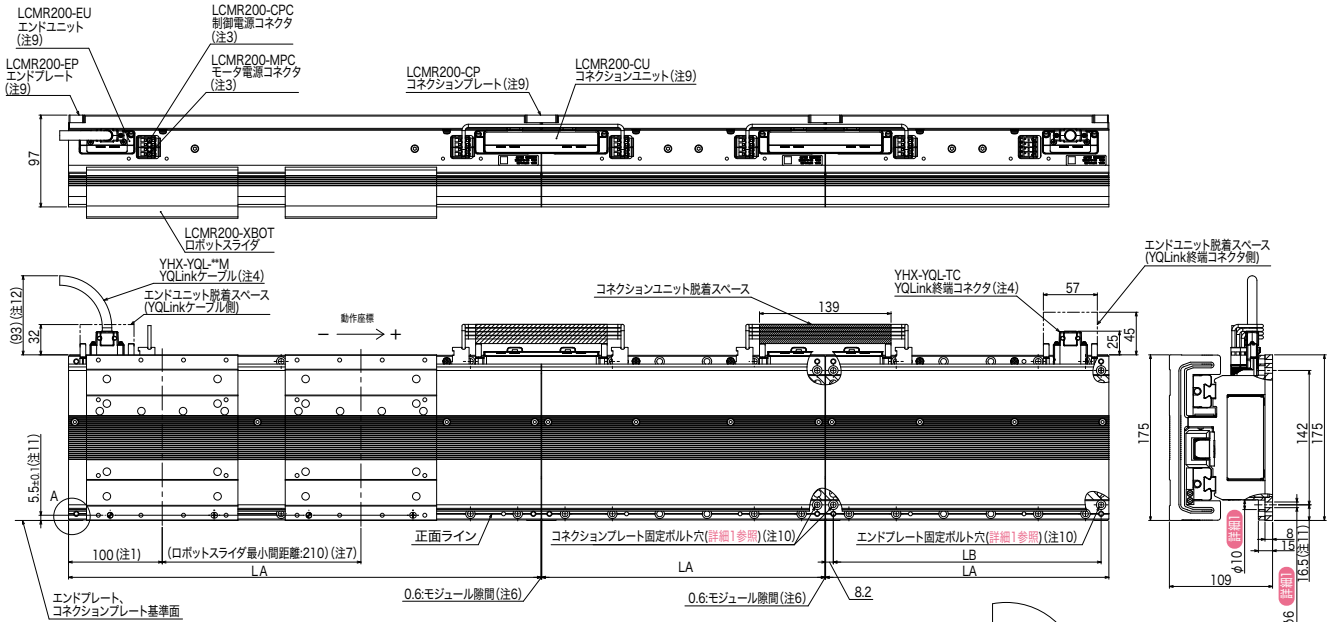 LCMR200-EU
エンドユニット
(注9)
LCMR200-CPC
制御電源コネクタ
(注3)
LCMR200-EP
エンドプレート
(注9)
LCMR200-MPC
モータ電源コネクタ
(注3)
LCMR200-CP
コネクションプレート(注9)
LCMR200-CU
コネクションユニット(注9)
97
LCMR200-XBOT
ロボットスライダ
YHX-YQL-**M
YQLinkケーブル(注4)
エンドユニット脱着スペース
(YQLinkケーブル側)
動作座標
− +
コネクションユニット脱着スペース
139
YHX-YQL-TC
YQLink終端コネクタ(注4)
エンドユニット脱着スペース
(YQLink終端コネクタ側)
57
(93)(注12)
32
25
45
5.5±0.1(注11)
A
175
142
175
正面ライン
コネクションプレート固定ボルト穴(詳細1参照)(注10)
エンドプレート固定ボルト穴(詳細1参照)(注10)
100(注1)
(ロボットスライダ最小間距離:210)(注7)
LB
LA
LA
LA
0.6:モジュール隙間(注6)
0.6:モジュール隙間(注6)
8.2
エンドプレート、
コネクションプレート基準面
φ10 詳細1
8
15
16.5(注11)
109
詳細1